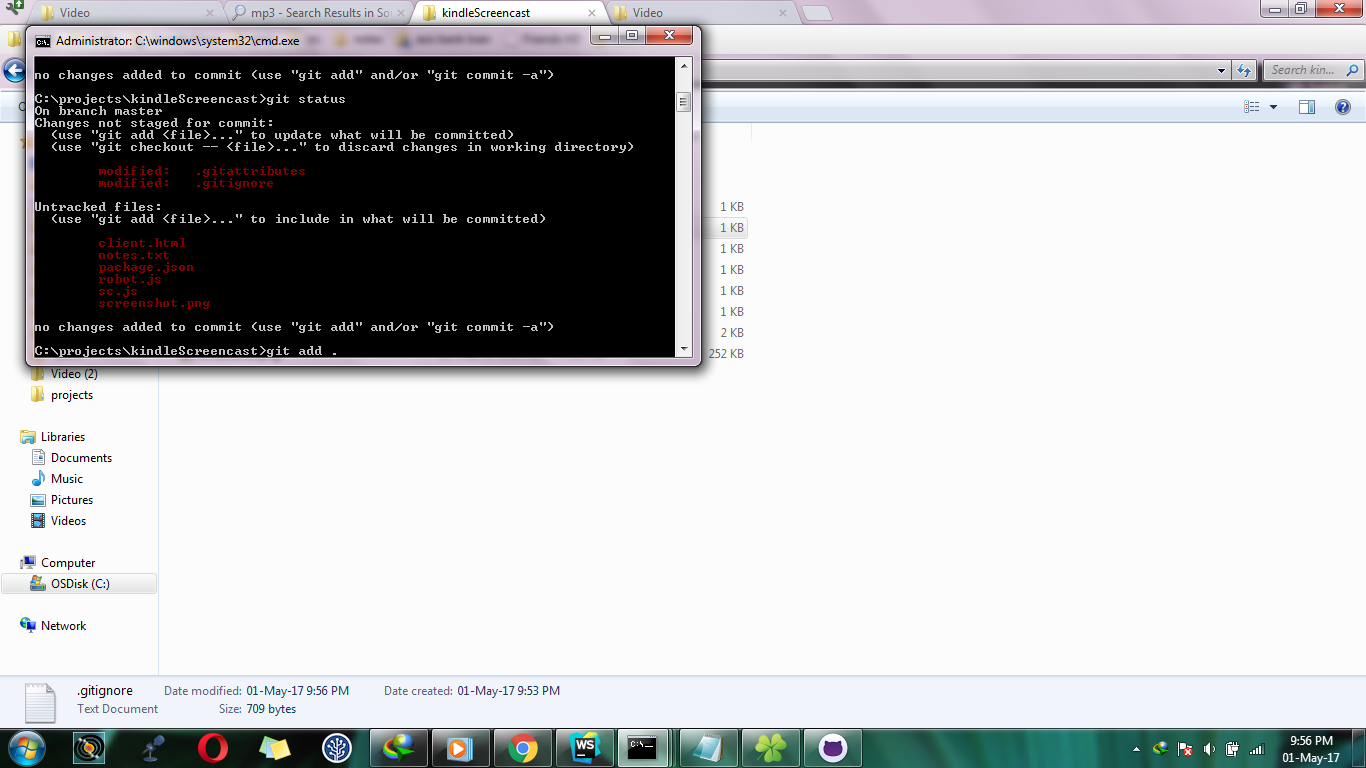 Video
mp3 - Search Results in So
kindleScreencast
Video
Administrator: C:\windows\system32\cmd.exe
no changes added to commit (use "git add" and/or "git commit -a")
C:\projects\kindleScreencast>git status
On branch master
Changes not staged for commit:
(use "git add <file>..." to update what will be committed)
(use "git checkout -- <file>..." to discard changes in working directory)
modified: .gitattributes
modified: .gitignore
Untracked files:
(use "git add <file>..." to include in what will be committed)
client.html
notes.txt
package.json
robot.js
sc.js
screenshot.png
no changes added to commit (use "git add" and/or "git commit -a")
C:\projects\kindleScreencast>git add .
Search kin...
1 KB
1 KB
1 KB
1 KB
1 KB
1 KB
2 KB
252 KB
Video (2)
projects
Libraries
Documents
Music
Pictures
Videos
Computer
OSDisk (C:)
Network
.gitignore Date modified: 01-May-17 9:56 PM Date created: 01-May-17 9:53 PM
Text Document Size: 709 bytes
WS
C:\
9:56 PM
01-May-17